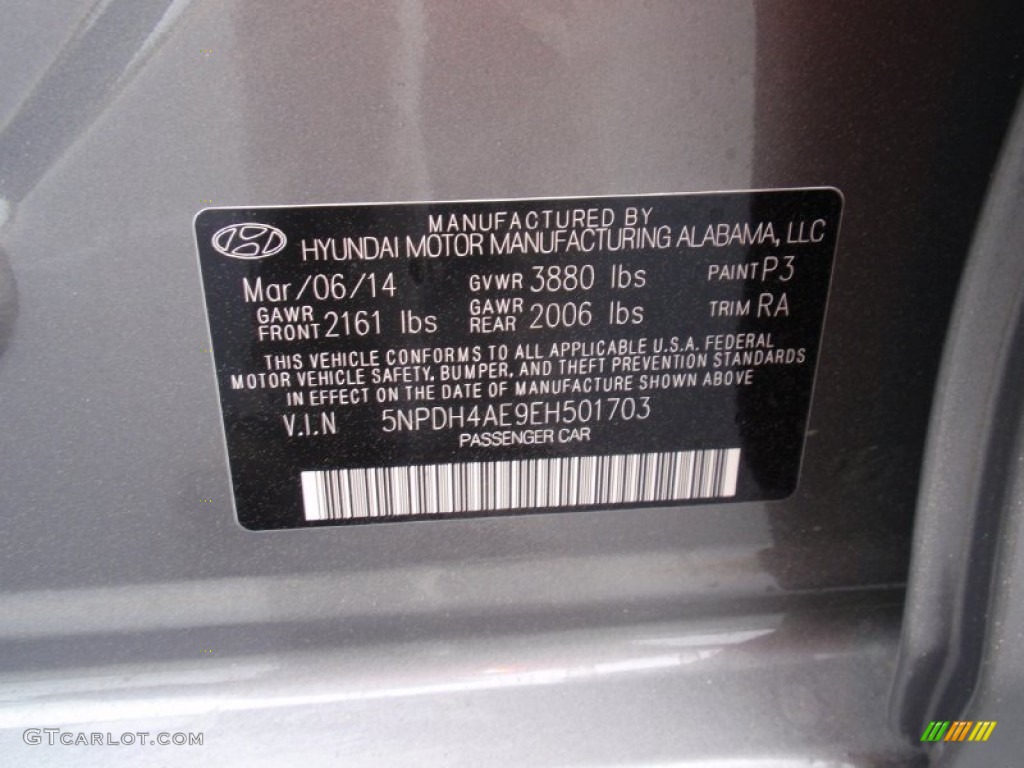 MANUFACTURED BY
HYUNDAI MOTOR MANUFACTURING ALABAMA, LLC
Mar/06/14 GVWR 3880 lbs PAINT P3
GAWR FRONT 2161 lbs GAWR REAR 2006 lbs TRIM RA
THIS VEHICLE CONFORMS TO ALL APPLICABLE U.S.A. FEDERAL
MOTOR VEHICLE SAFETY, BUMPER, AND THEFT PREVENTION STANDARDS
IN EFFECT ON THE DATE OF MANUFACTURE SHOWN ABOVE
V.I.N 5NPDH4AE9EH501703
PASSENGER CAR
GTCARLOT.COM